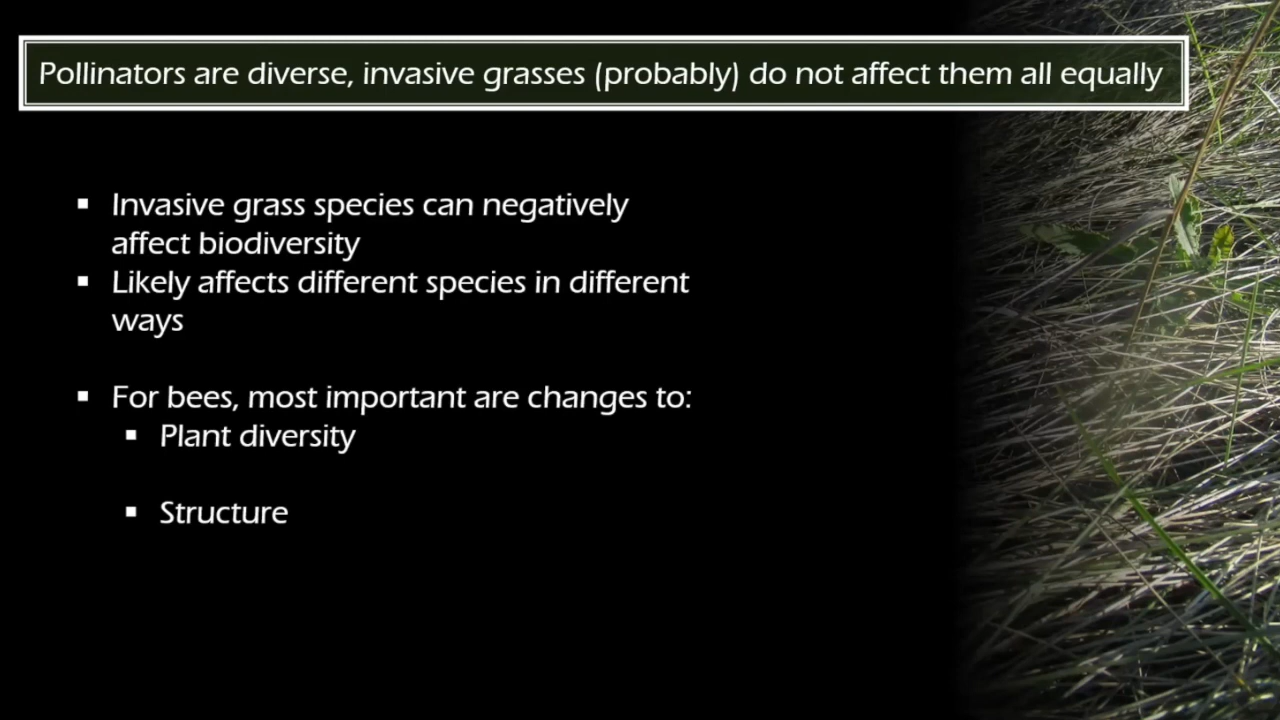 Pollinators are diverse, invasive grasses (probably) do not affect them all equally
▪ Invasive grass species can negatively
affect biodiversity
▪ Likely affects different species in different
ways
▪ For bees, most important are changes to:
▪ Plant diversity
▪ Structure